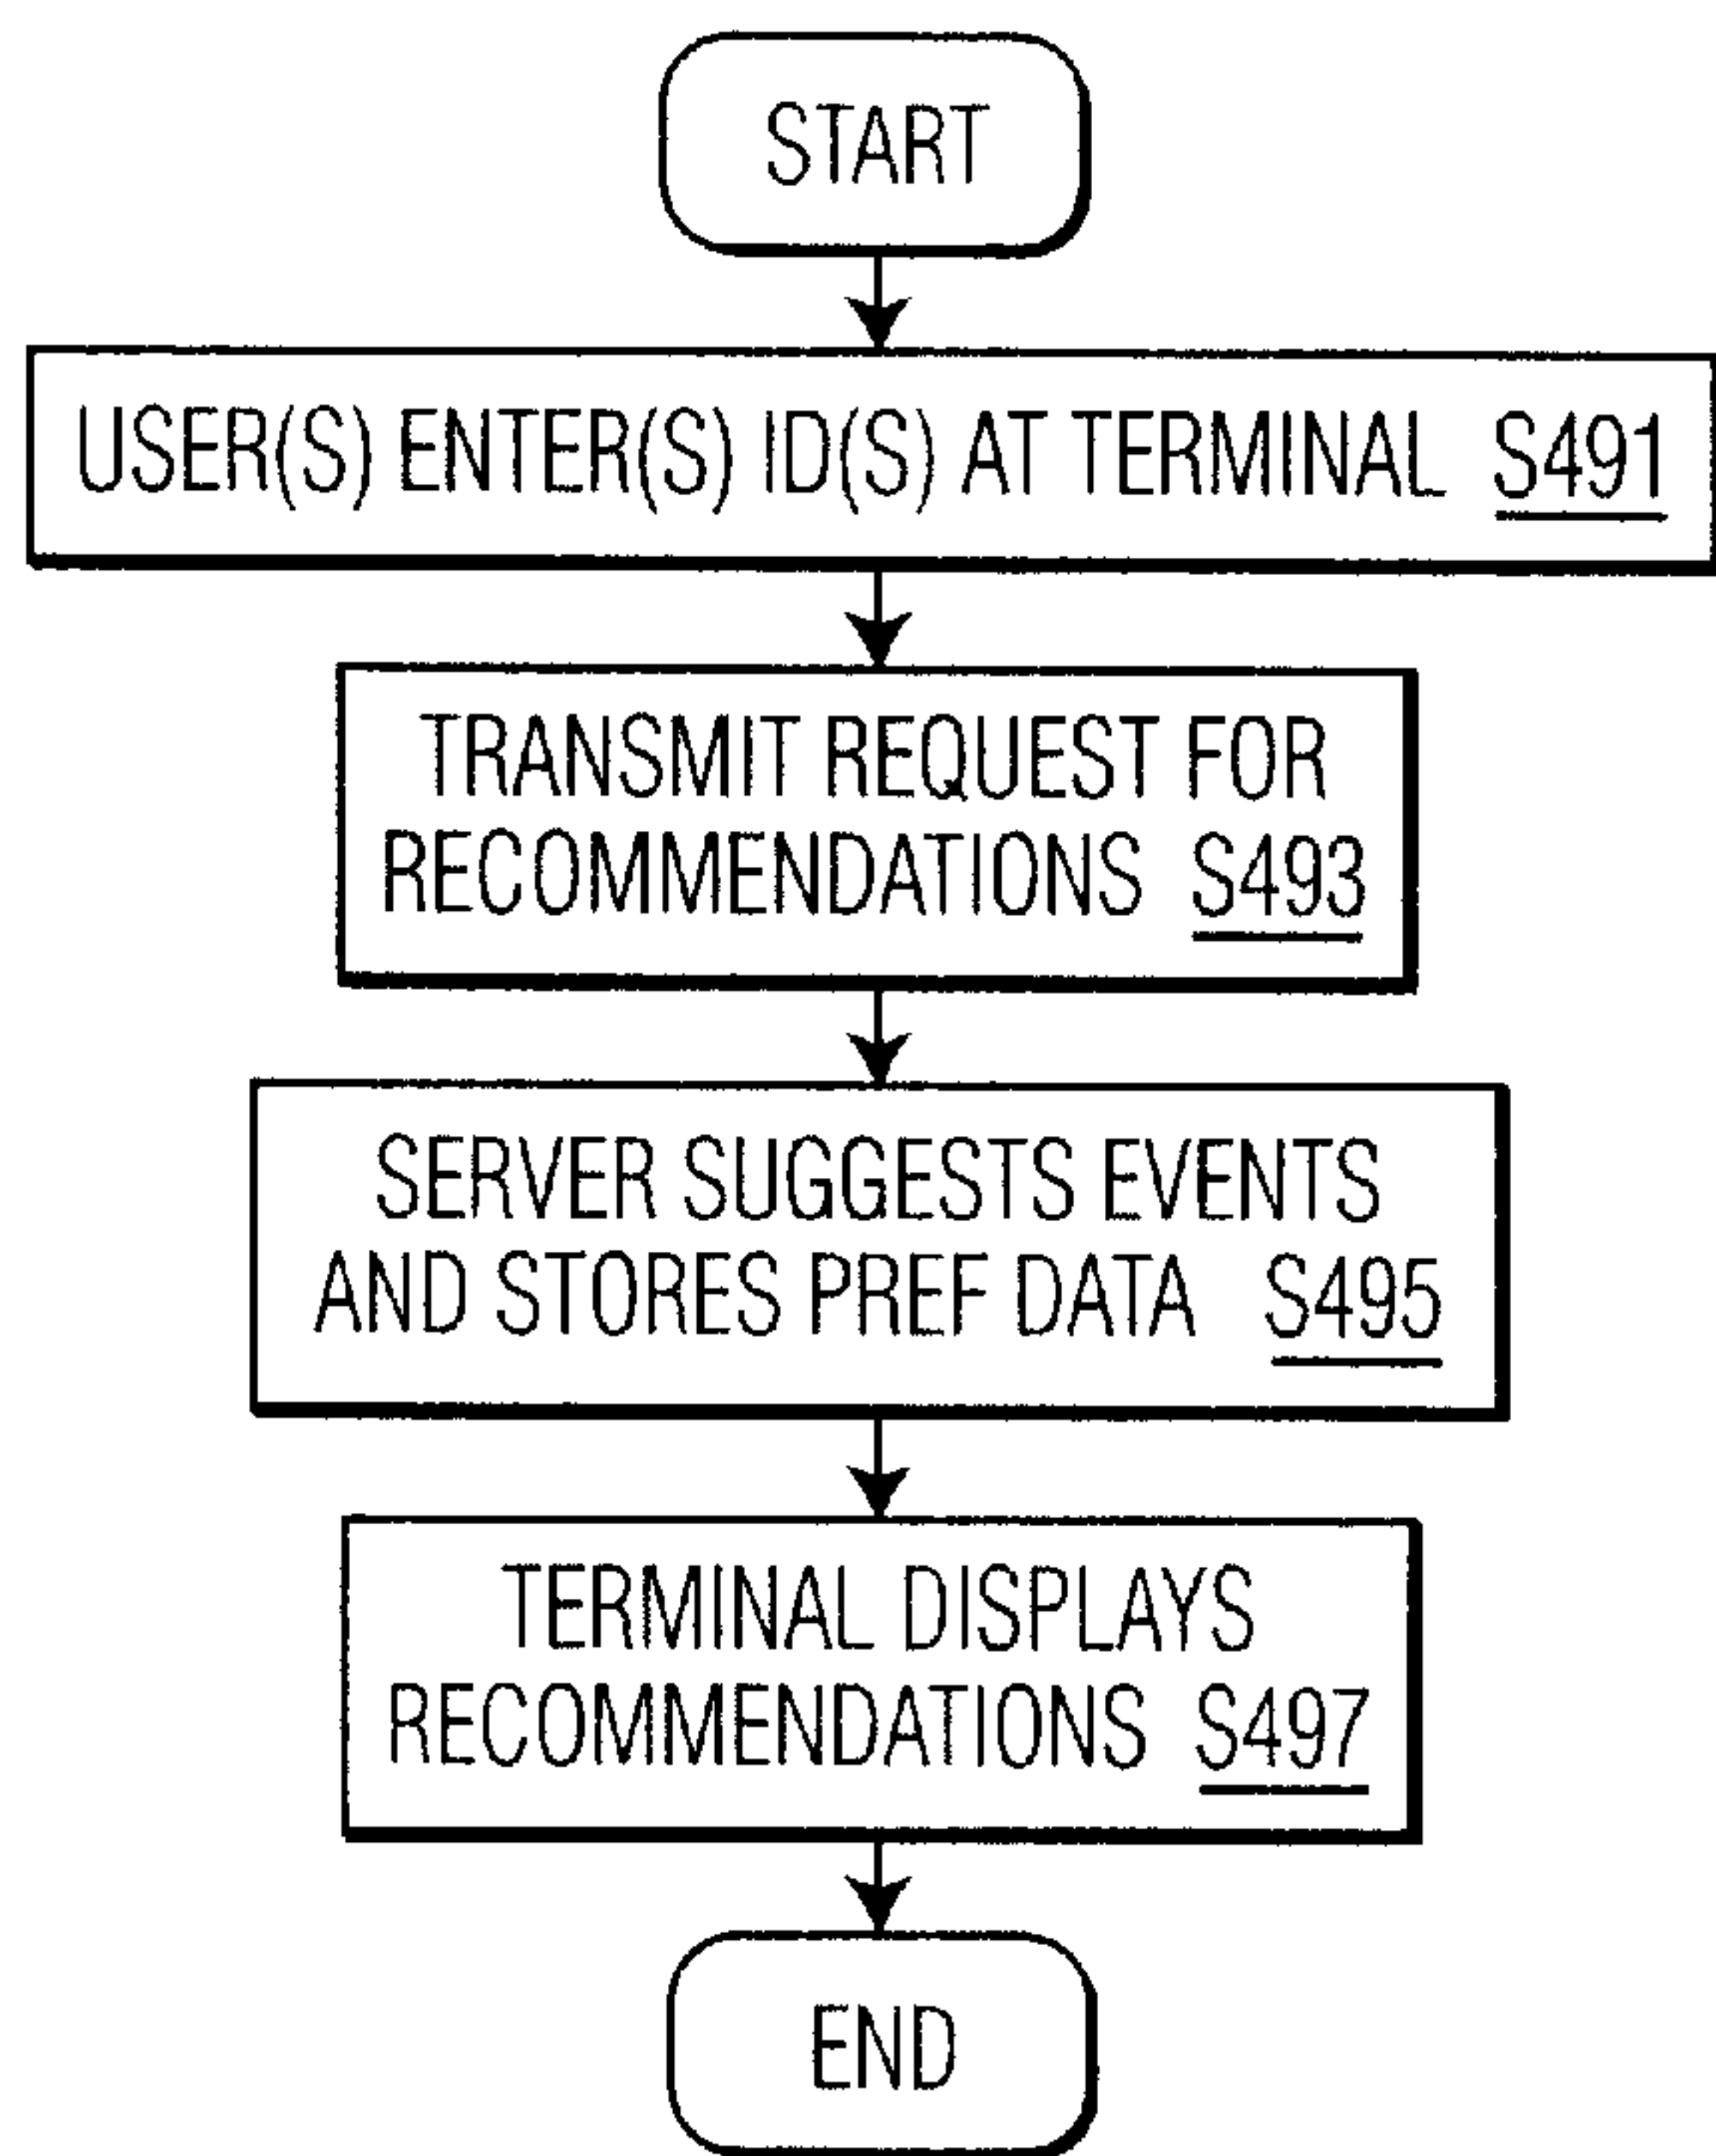 START
USER(S) ENTER(S) ID(S) AT TERMINAL S491
TRANSMIT REQUEST FOR
RECOMMENDATIONS S493
SERVER SUGGESTS EVENTS
AND STORES PREF DATA S495
TERMINAL DISPLAYS
RECOMMENDATIONS S497
END